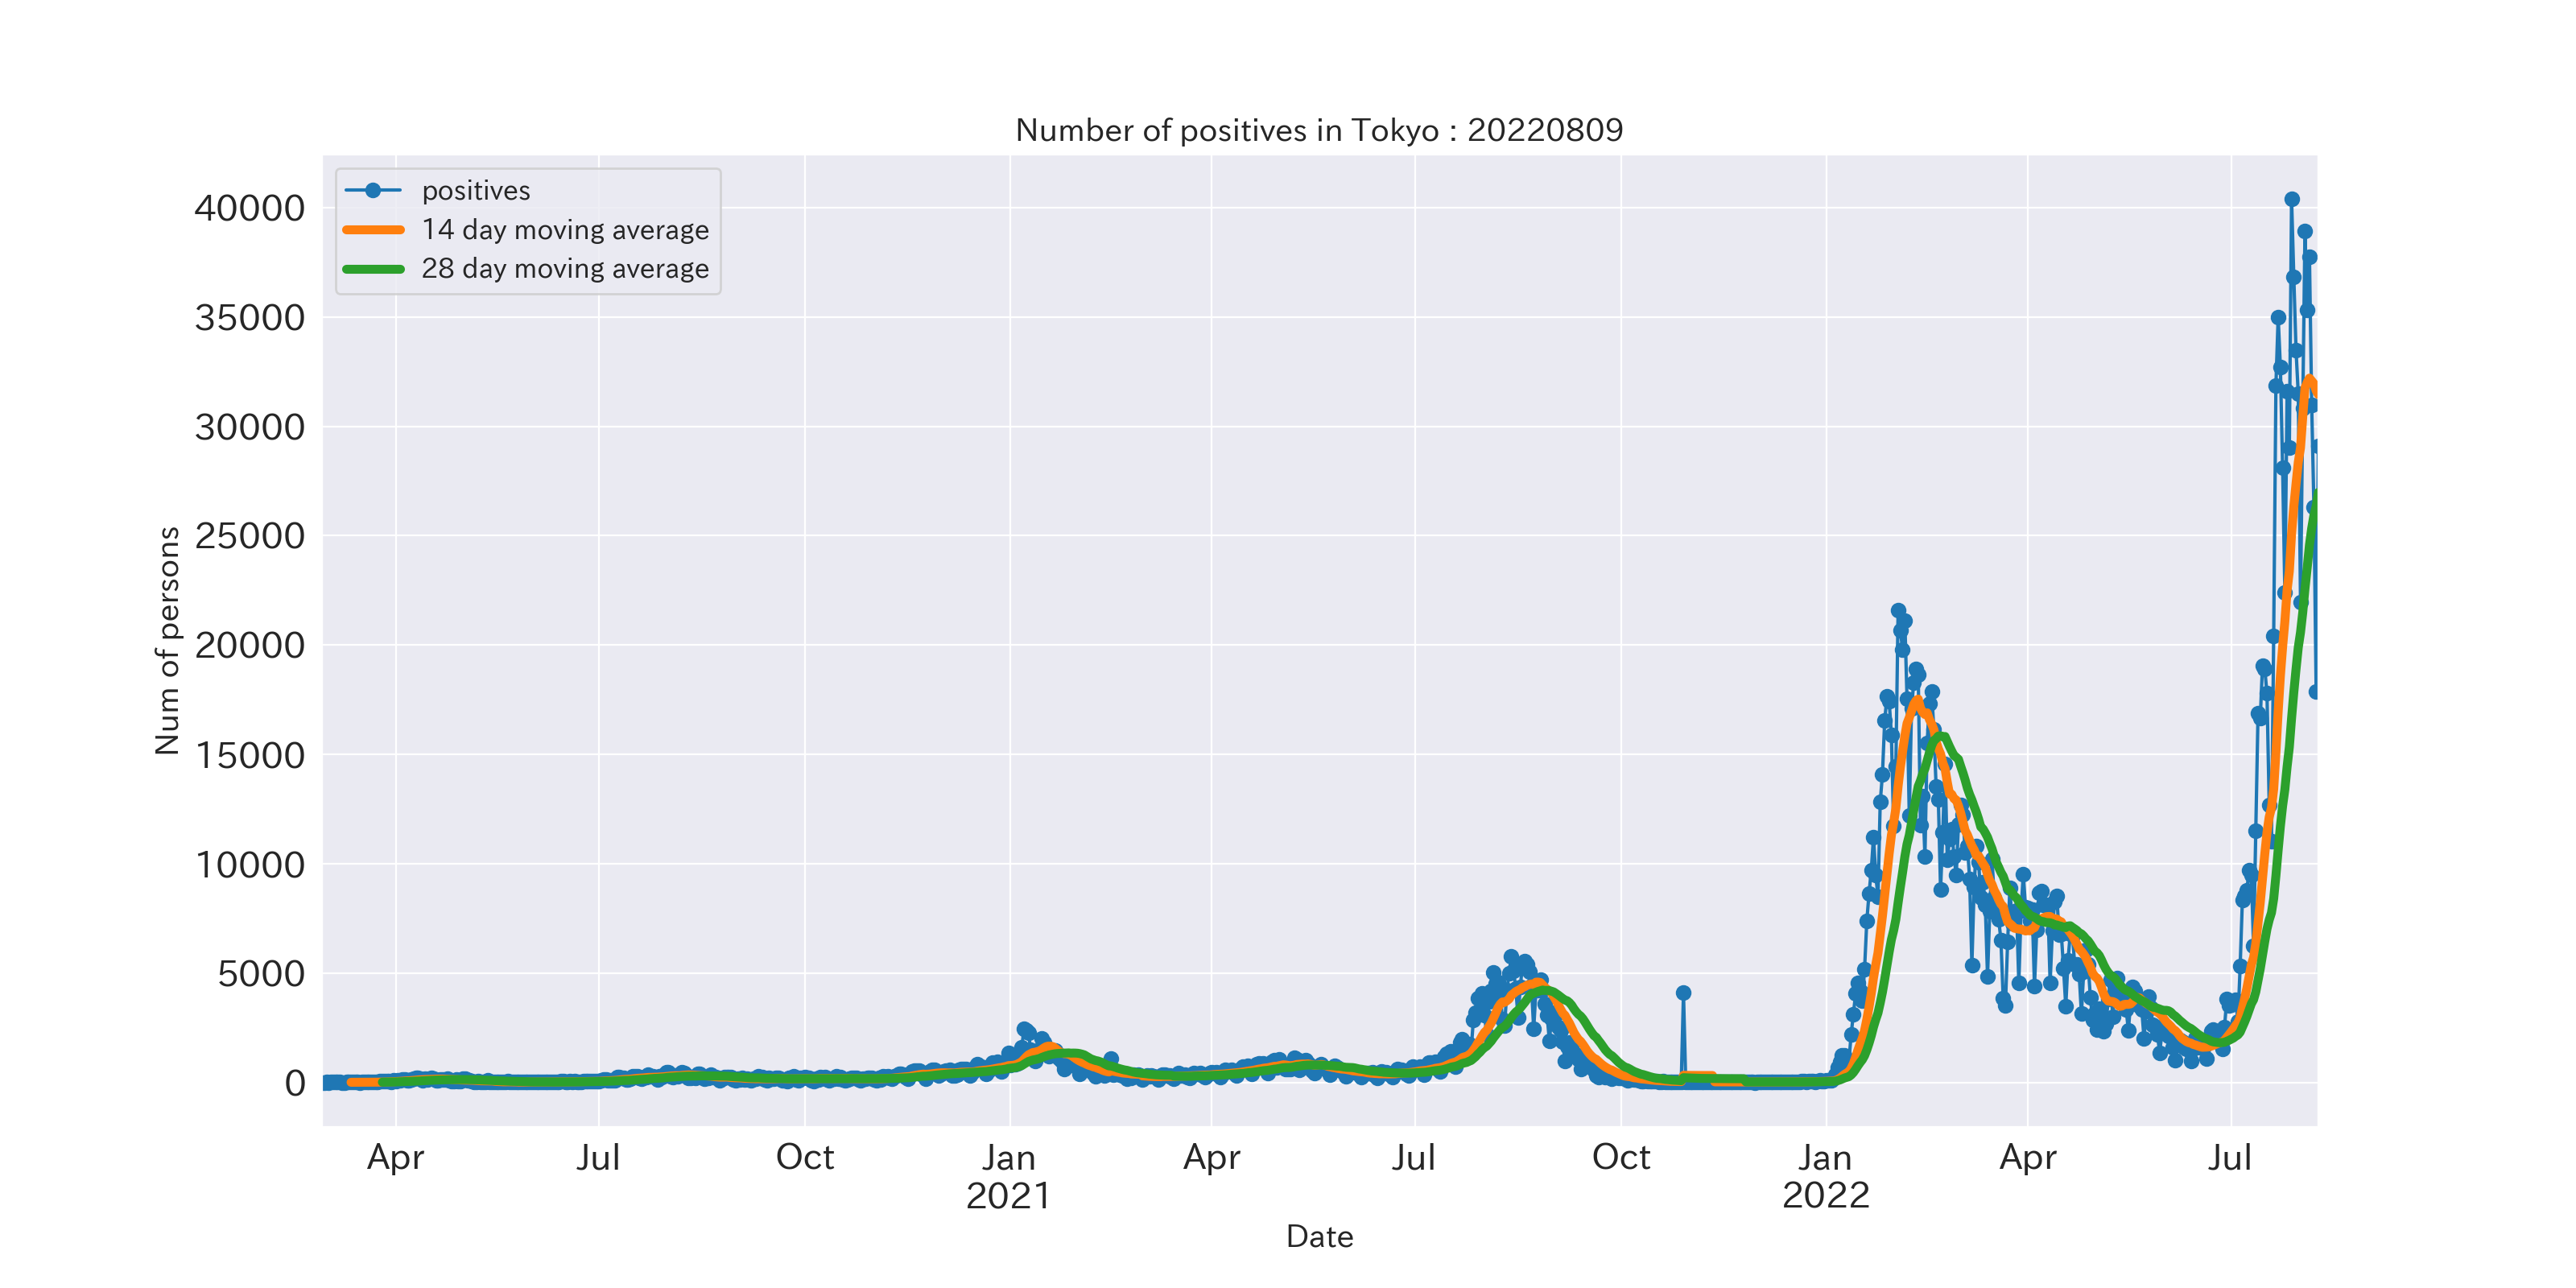 Number of positives in Tokyo : 20220809
positives
14 day moving average
28 day moving average
40000
35000
30000
25000
20000
15000
10000
5000
0
Num of persons
Apr Jul Oct Jan Apr Jul Oct Jan Apr Jul
2021 2022
Date